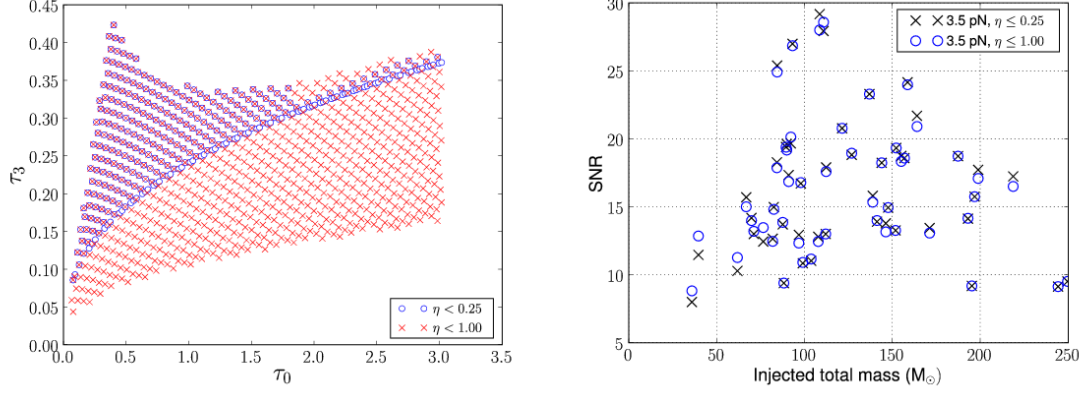 0.45
0.40
0.35
0.30
0.25
0.20
0.15
0.10
0.05
0.00
τ₃
0.0 0.5 1.0 1.5 2.0 2.5 3.0 3.5
τ₀
η < 0.25
η < 1.00
30
25
20
15
10
5
SNR
0 50 100 150 200 250
Injected total mass (M⊙)
3.5 pN, η ≤ 0.25
3.5 pN, η ≤ 1.00